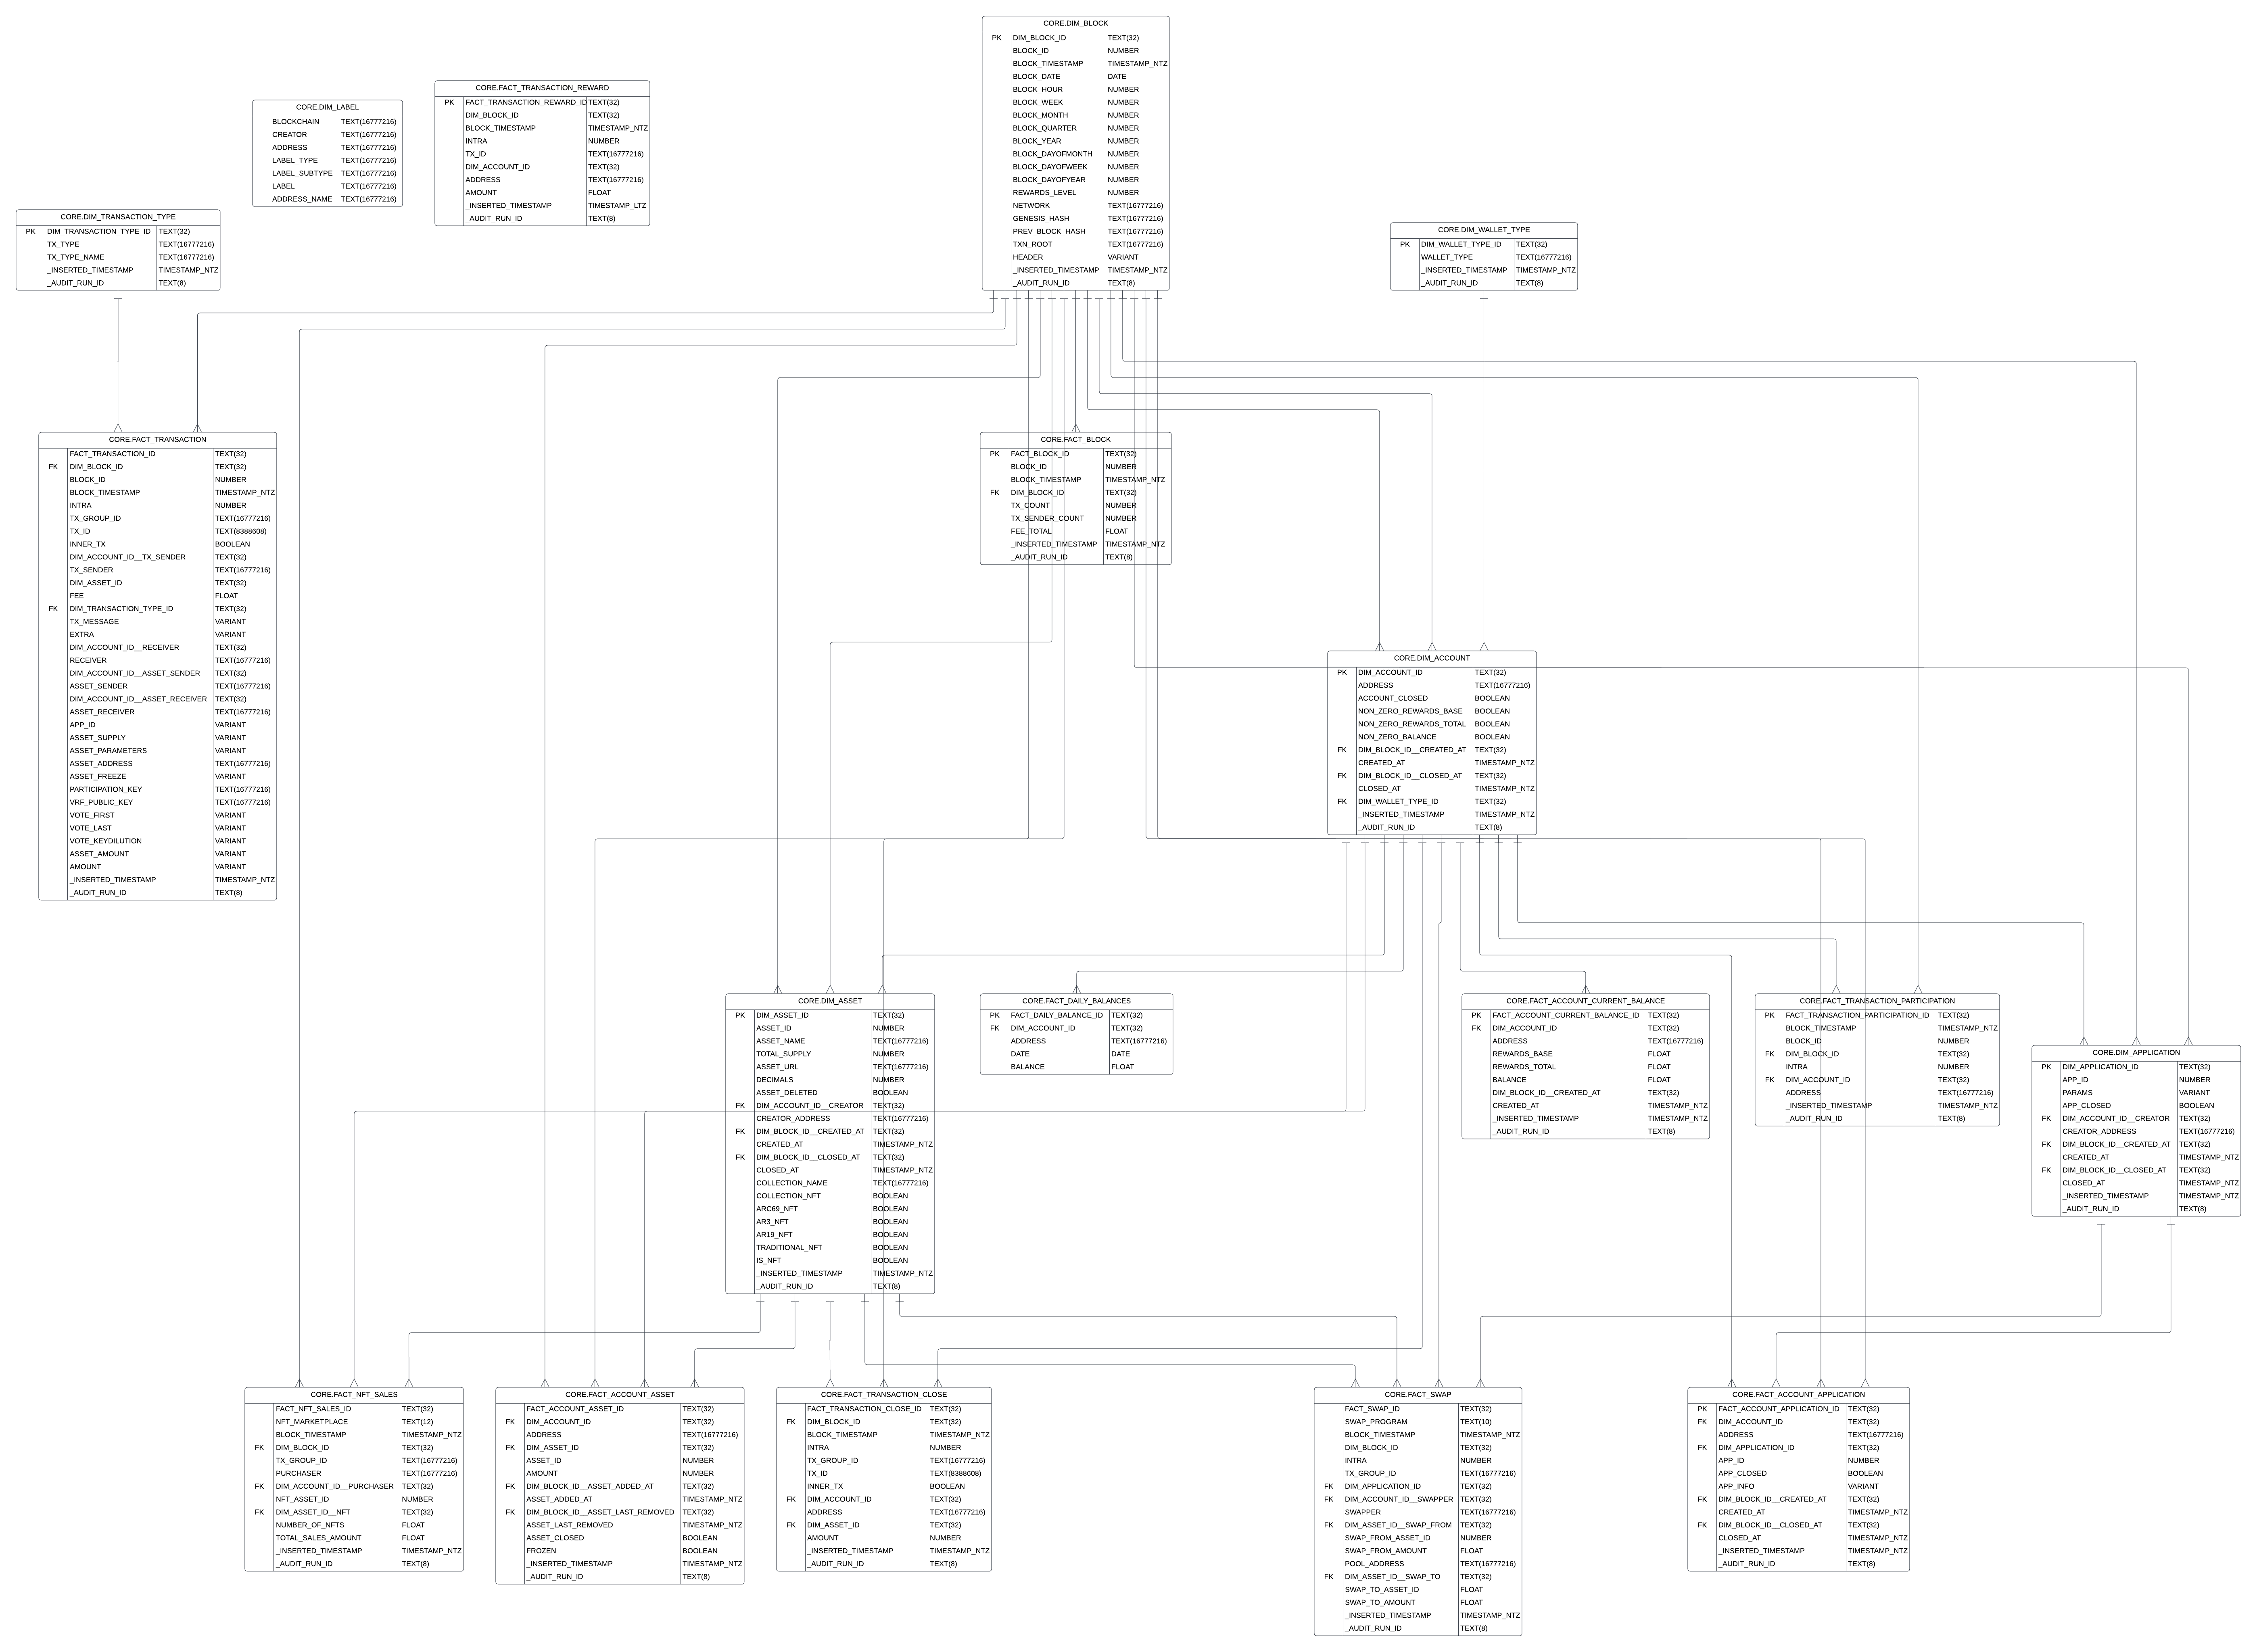 CORE.DIM_BLOCK
PK DIM_BLOCK_ID TEXT(32)
BLOCK_ID NUMBER
BLOCK_TIMESTAMP TIMESTAMP_NTZ
BLOCK_DATE DATE
BLOCK_HOUR NUMBER
BLOCK_WEEK NUMBER
BLOCK_MONTH NUMBER
BLOCK_QUARTER NUMBER
BLOCK_YEAR NUMBER
BLOCK_DAYOFMONTH NUMBER
BLOCK_DAYOFWEEK NUMBER
BLOCK_DAYOFYEAR NUMBER
REWARDS_LEVEL NUMBER
NETWORK TEXT(16777216)
GENESIS_HASH TEXT(16777216)
PREV_BLOCK_HASH TEXT(16777216)
TXN_ROOT TEXT(16777216)
HEADER VARIANT
_INSERTED_TIMESTAMP TIMESTAMP_NTZ
_AUDIT_RUN_ID TEXT(8)
CORE.FACT_TRANSACTION_REWARD
PK FACT_TRANSACTION_REWARD_ID TEXT(32)
DIM_BLOCK_ID TEXT(32)
BLOCK_TIMESTAMP TIMESTAMP_NTZ
INTRA NUMBER
TX_ID TEXT(16777216)
DIM_ACCOUNT_ID TEXT(32)
ADDRESS TEXT(16777216)
AMOUNT FLOAT
_INSERTED_TIMESTAMP TIMESTAMP_LTZ
_AUDIT_RUN_ID TEXT(8)
CORE.DIM_LABEL
BLOCKCHAIN TEXT(16777216)
CREATOR TEXT(16777216)
ADDRESS TEXT(16777216)
LABEL_TYPE TEXT(16777216)
LABEL_SUBTYPE TEXT(16777216)
LABEL TEXT(16777216)
ADDRESS_NAME TEXT(16777216)
CORE.DIM_TRANSACTION_TYPE
PK DIM_TRANSACTION_TYPE_ID TEXT(32)
TX_TYPE TEXT(16777216)
TX_TYPE_NAME TEXT(16777216)
_INSERTED_TIMESTAMP TIMESTAMP_NTZ
_AUDIT_RUN_ID TEXT(8)
CORE.DIM_WALLET_TYPE
PK DIM_WALLET_TYPE_ID TEXT(32)
WALLET_TYPE TEXT(16777216)
_INSERTED_TIMESTAMP TIMESTAMP_NTZ
_AUDIT_RUN_ID TEXT(8)
CORE.FACT_TRANSACTION
FACT_TRANSACTION_ID TEXT(32)
FK DIM_BLOCK_ID TEXT(32)
BLOCK_ID NUMBER
BLOCK_TIMESTAMP TIMESTAMP_NTZ
INTRA NUMBER
TX_GROUP_ID TEXT(16777216)
TX_ID TEXT(8388608)
INNER_TX BOOLEAN
DIM_ACCOUNT_ID__TX_SENDER TEXT(32)
TX_SENDER TEXT(16777216)
DIM_ASSET_ID TEXT(32)
FEE FLOAT
FK DIM_TRANSACTION_TYPE_ID TEXT(32)
TX_MESSAGE VARIANT
EXTRA VARIANT
DIM_ACCOUNT_ID__RECEIVER TEXT(32)
RECEIVER TEXT(16777216)
DIM_ACCOUNT_ID__ASSET_SENDER TEXT(32)
ASSET_SENDER TEXT(16777216)
DIM_ACCOUNT_ID__ASSET_RECEIVER TEXT(32)
ASSET_RECEIVER TEXT(16777216)
APP_ID VARIANT
ASSET_SUPPLY VARIANT
ASSET_PARAMETERS VARIANT
ASSET_ADDRESS TEXT(16777216)
ASSET_FREEZE VARIANT
PARTICIPATION_KEY TEXT(16777216)
VRF_PUBLIC_KEY TEXT(16777216)
VOTE_FIRST VARIANT
VOTE_LAST VARIANT
VOTE_KEYDILUTION VARIANT
ASSET_AMOUNT VARIANT
AMOUNT VARIANT
_INSERTED_TIMESTAMP TIMESTAMP_NTZ
_AUDIT_RUN_ID TEXT(8)
CORE.FACT_BLOCK
PK FACT_BLOCK_ID TEXT(32)
BLOCK_ID NUMBER
BLOCK_TIMESTAMP TIMESTAMP_NTZ
FK DIM_BLOCK_ID TEXT(32)
TX_COUNT NUMBER
TX_SENDER_COUNT NUMBER
FEE_TOTAL FLOAT
_INSERTED_TIMESTAMP TIMESTAMP_NTZ
_AUDIT_RUN_ID TEXT(8)
CORE.DIM_ACCOUNT
PK DIM_ACCOUNT_ID TEXT(32)
ADDRESS TEXT(16777216)
ACCOUNT_CLOSED BOOLEAN
NON_ZERO_REWARDS_BASE BOOLEAN
NON_ZERO_REWARDS_TOTAL BOOLEAN
NON_ZERO_BALANCE BOOLEAN
FK DIM_BLOCK_ID__CREATED_AT TEXT(32)
CREATED_AT TIMESTAMP_NTZ
FK DIM_BLOCK_ID__CLOSED_AT TEXT(32)
CLOSED_AT TIMESTAMP_NTZ
FK DIM_WALLET_TYPE_ID TEXT(32)
_INSERTED_TIMESTAMP TIMESTAMP_NTZ
_AUDIT_RUN_ID TEXT(8)
CORE.DIM_ASSET
PK DIM_ASSET_ID TEXT(32)
ASSET_ID NUMBER
ASSET_NAME TEXT(16777216)
TOTAL_SUPPLY NUMBER
ASSET_URL TEXT(16777216)
DECIMALS NUMBER
ASSET_DELETED BOOLEAN
FK DIM_ACCOUNT_ID__CREATOR TEXT(32)
CREATOR_ADDRESS TEXT(16777216)
FK DIM_BLOCK_ID__CREATED_AT TEXT(32)
CREATED_AT TIMESTAMP_NTZ
FK DIM_BLOCK_ID__CLOSED_AT TEXT(32)
CLOSED_AT TIMESTAMP_NTZ
COLLECTION_NAME TEXT(16777216)
COLLECTION_NFT BOOLEAN
ARC69_NFT BOOLEAN
AR3_NFT BOOLEAN
AR19_NFT BOOLEAN
TRADITIONAL_NFT BOOLEAN
IS_NFT BOOLEAN
_INSERTED_TIMESTAMP TIMESTAMP_NTZ
_AUDIT_RUN_ID TEXT(8)
CORE.FACT_DAILY_BALANCES
PK FACT_DAILY_BALANCE_ID TEXT(32)
FK DIM_ACCOUNT_ID TEXT(32)
ADDRESS TEXT(16777216)
DATE DATE
BALANCE FLOAT
CORE.FACT_ACCOUNT_CURRENT_BALANCE
PK FACT_ACCOUNT_CURRENT_BALANCE_ID TEXT(32)
FK DIM_ACCOUNT_ID TEXT(32)
ADDRESS TEXT(16777216)
REWARDS_BASE FLOAT
REWARDS_TOTAL FLOAT
BALANCE FLOAT
DIM_BLOCK_ID__CREATED_AT TEXT(32)
CREATED_AT TIMESTAMP_NTZ
_INSERTED_TIMESTAMP TIMESTAMP_NTZ
_AUDIT_RUN_ID TEXT(8)
CORE.FACT_TRANSACTION_PARTICIPATION
PK FACT_TRANSACTION_PARTICIPATION_ID TEXT(32)
BLOCK_TIMESTAMP TIMESTAMP_NTZ
BLOCK_ID NUMBER
FK DIM_BLOCK_ID TEXT(32)
INTRA NUMBER
FK DIM_ACCOUNT_ID TEXT(32)
ADDRESS TEXT(16777216)
_INSERTED_TIMESTAMP TIMESTAMP_NTZ
_AUDIT_RUN_ID TEXT(8)
CORE.DIM_APPLICATION
PK DIM_APPLICATION_ID TEXT(32)
APP_ID NUMBER
PARAMS VARIANT
APP_CLOSED BOOLEAN
FK DIM_ACCOUNT_ID__CREATOR TEXT(32)
CREATOR_ADDRESS TEXT(16777216)
FK DIM_BLOCK_ID__CREATED_AT TEXT(32)
CREATED_AT TIMESTAMP_NTZ
FK DIM_BLOCK_ID__CLOSED_AT TEXT(32)
CLOSED_AT TIMESTAMP_NTZ
_INSERTED_TIMESTAMP TIMESTAMP_NTZ
_AUDIT_RUN_ID TEXT(8)
CORE.FACT_NFT_SALES
FACT_NFT_SALES_ID TEXT(32)
NFT_MARKETPLACE TEXT(12)
BLOCK_TIMESTAMP TIMESTAMP_NTZ
FK DIM_BLOCK_ID TEXT(32)
TX_GROUP_ID TEXT(16777216)
PURCHASER TEXT(16777216)
FK DIM_ACCOUNT_ID__PURCHASER TEXT(32)
NFT_ASSET_ID NUMBER
FK DIM_ASSET_ID__NFT TEXT(32)
NUMBER_OF_NFTS FLOAT
TOTAL_SALES_AMOUNT FLOAT
_INSERTED_TIMESTAMP TIMESTAMP_NTZ
_AUDIT_RUN_ID TEXT(8)
CORE.FACT_ACCOUNT_ASSET
FACT_ACCOUNT_ASSET_ID TEXT(32)
FK DIM_ACCOUNT_ID TEXT(32)
ADDRESS TEXT(16777216)
FK DIM_ASSET_ID TEXT(32)
ASSET_ID NUMBER
AMOUNT NUMBER
FK DIM_BLOCK_ID__ASSET_ADDED_AT TEXT(32)
ASSET_ADDED_AT TIMESTAMP_NTZ
FK DIM_BLOCK_ID__ASSET_LAST_REMOVED TEXT(32)
ASSET_LAST_REMOVED TIMESTAMP_NTZ
ASSET_CLOSED BOOLEAN
FROZEN BOOLEAN
_INSERTED_TIMESTAMP TIMESTAMP_NTZ
_AUDIT_RUN_ID TEXT(8)
CORE.FACT_TRANSACTION_CLOSE
FACT_TRANSACTION_CLOSE_ID TEXT(32)
FK DIM_BLOCK_ID TEXT(32)
BLOCK_TIMESTAMP TIMESTAMP_NTZ
INTRA NUMBER
TX_GROUP_ID TEXT(16777216)
TX_ID TEXT(8388608)
INNER_TX BOOLEAN
FK DIM_ACCOUNT_ID TEXT(32)
ADDRESS TEXT(16777216)
FK DIM_ASSET_ID TEXT(32)
AMOUNT NUMBER
_INSERTED_TIMESTAMP TIMESTAMP_NTZ
_AUDIT_RUN_ID TEXT(8)
CORE.FACT_SWAP
FACT_SWAP_ID TEXT(32)
SWAP_PROGRAM TEXT(10)
BLOCK_TIMESTAMP TIMESTAMP_NTZ
DIM_BLOCK_ID TEXT(32)
INTRA NUMBER
TX_GROUP_ID TEXT(16777216)
FK DIM_APPLICATION_ID TEXT(32)
FK DIM_ACCOUNT_ID__SWAPPER TEXT(32)
SWAPPER TEXT(16777216)
FK DIM_ASSET_ID__SWAP_FROM TEXT(32)
SWAP_FROM_ASSET_ID NUMBER
SWAP_FROM_AMOUNT FLOAT
POOL_ADDRESS TEXT(16777216)
FK DIM_ASSET_ID__SWAP_TO TEXT(32)
SWAP_TO_ASSET_ID FLOAT
SWAP_TO_AMOUNT FLOAT
_INSERTED_TIMESTAMP TIMESTAMP_NTZ
_AUDIT_RUN_ID TEXT(8)
CORE.FACT_ACCOUNT_APPLICATION
PK FACT_ACCOUNT_APPLICATION_ID TEXT(32)
FK DIM_ACCOUNT_ID TEXT(32)
ADDRESS TEXT(16777216)
FK DIM_APPLICATION_ID TEXT(32)
APP_ID NUMBER
APP_CLOSED BOOLEAN
APP_INFO VARIANT
FK DIM_BLOCK_ID__CREATED_AT TEXT(32)
CREATED_AT TIMESTAMP_NTZ
FK DIM_BLOCK_ID__CLOSED_AT TEXT(32)
CLOSED_AT TIMESTAMP_NTZ
_INSERTED_TIMESTAMP TIMESTAMP_NTZ
_AUDIT_RUN_ID TEXT(8)